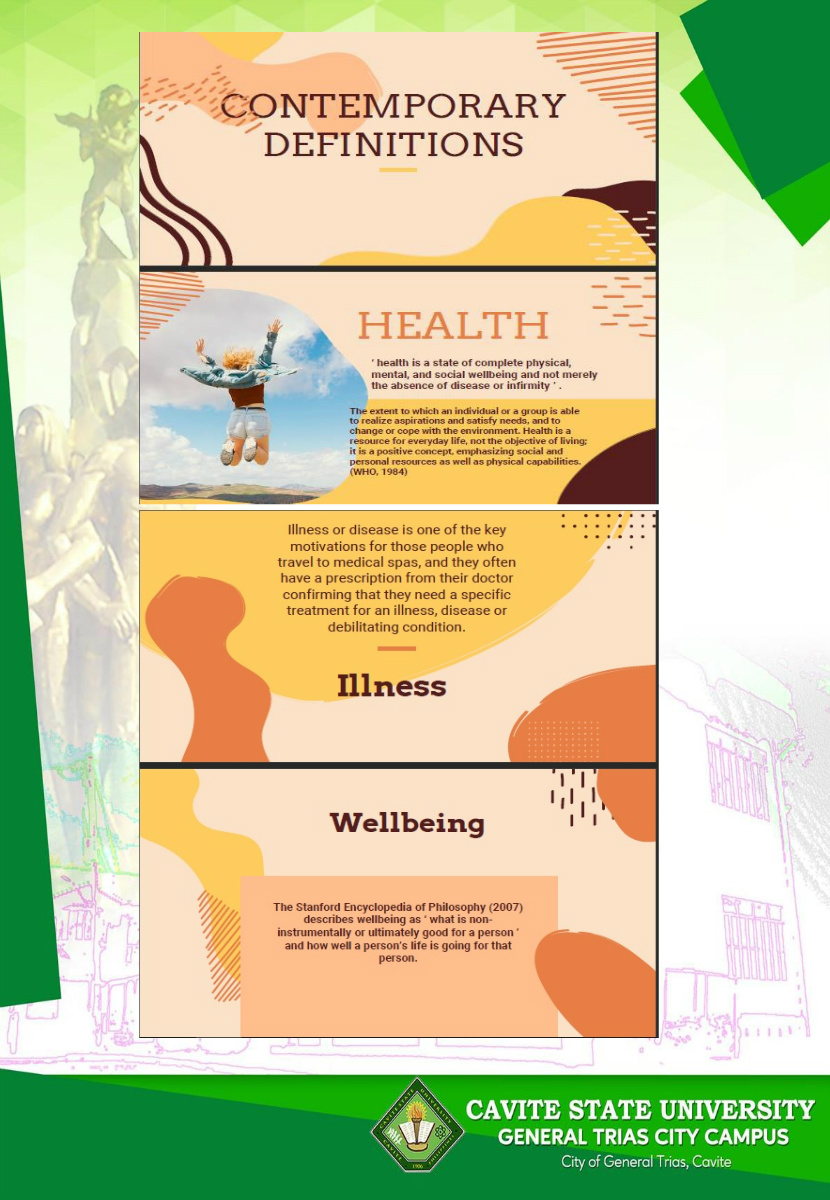 CONTEMPORARY
DEFINITIONS
HEALTH
‘ health is a state of complete physical,
mental, and social wellbeing and not merely
the absence of disease or infirmity ’ .
The extent to which an individual or a group is able
to realize aspirations and satisfy needs, and to
change or cope with the environment. Health is a
resource for everyday life, not the objective of living;
it is a positive concept, emphasizing social and
personal resources as well as physical capabilities.
(WHO, 1984)
Illness or disease is one of the key
motivations for those people who
travel to medical spas, and they often
have a prescription from their doctor
confirming that they need a specific
treatment for an illness, disease or
debilitating condition.
Illness
Wellbeing
The Stanford Encyclopedia of Philosophy (2007)
describes wellbeing as ‘ what is non-
instrumentally or ultimately good for a person ’
and how well a person’s life is going for that
person.
CAVITE STATE UNIVERSITY
GENERAL TRIAS CITY CAMPUS
City of General Trias, Cavite
1906